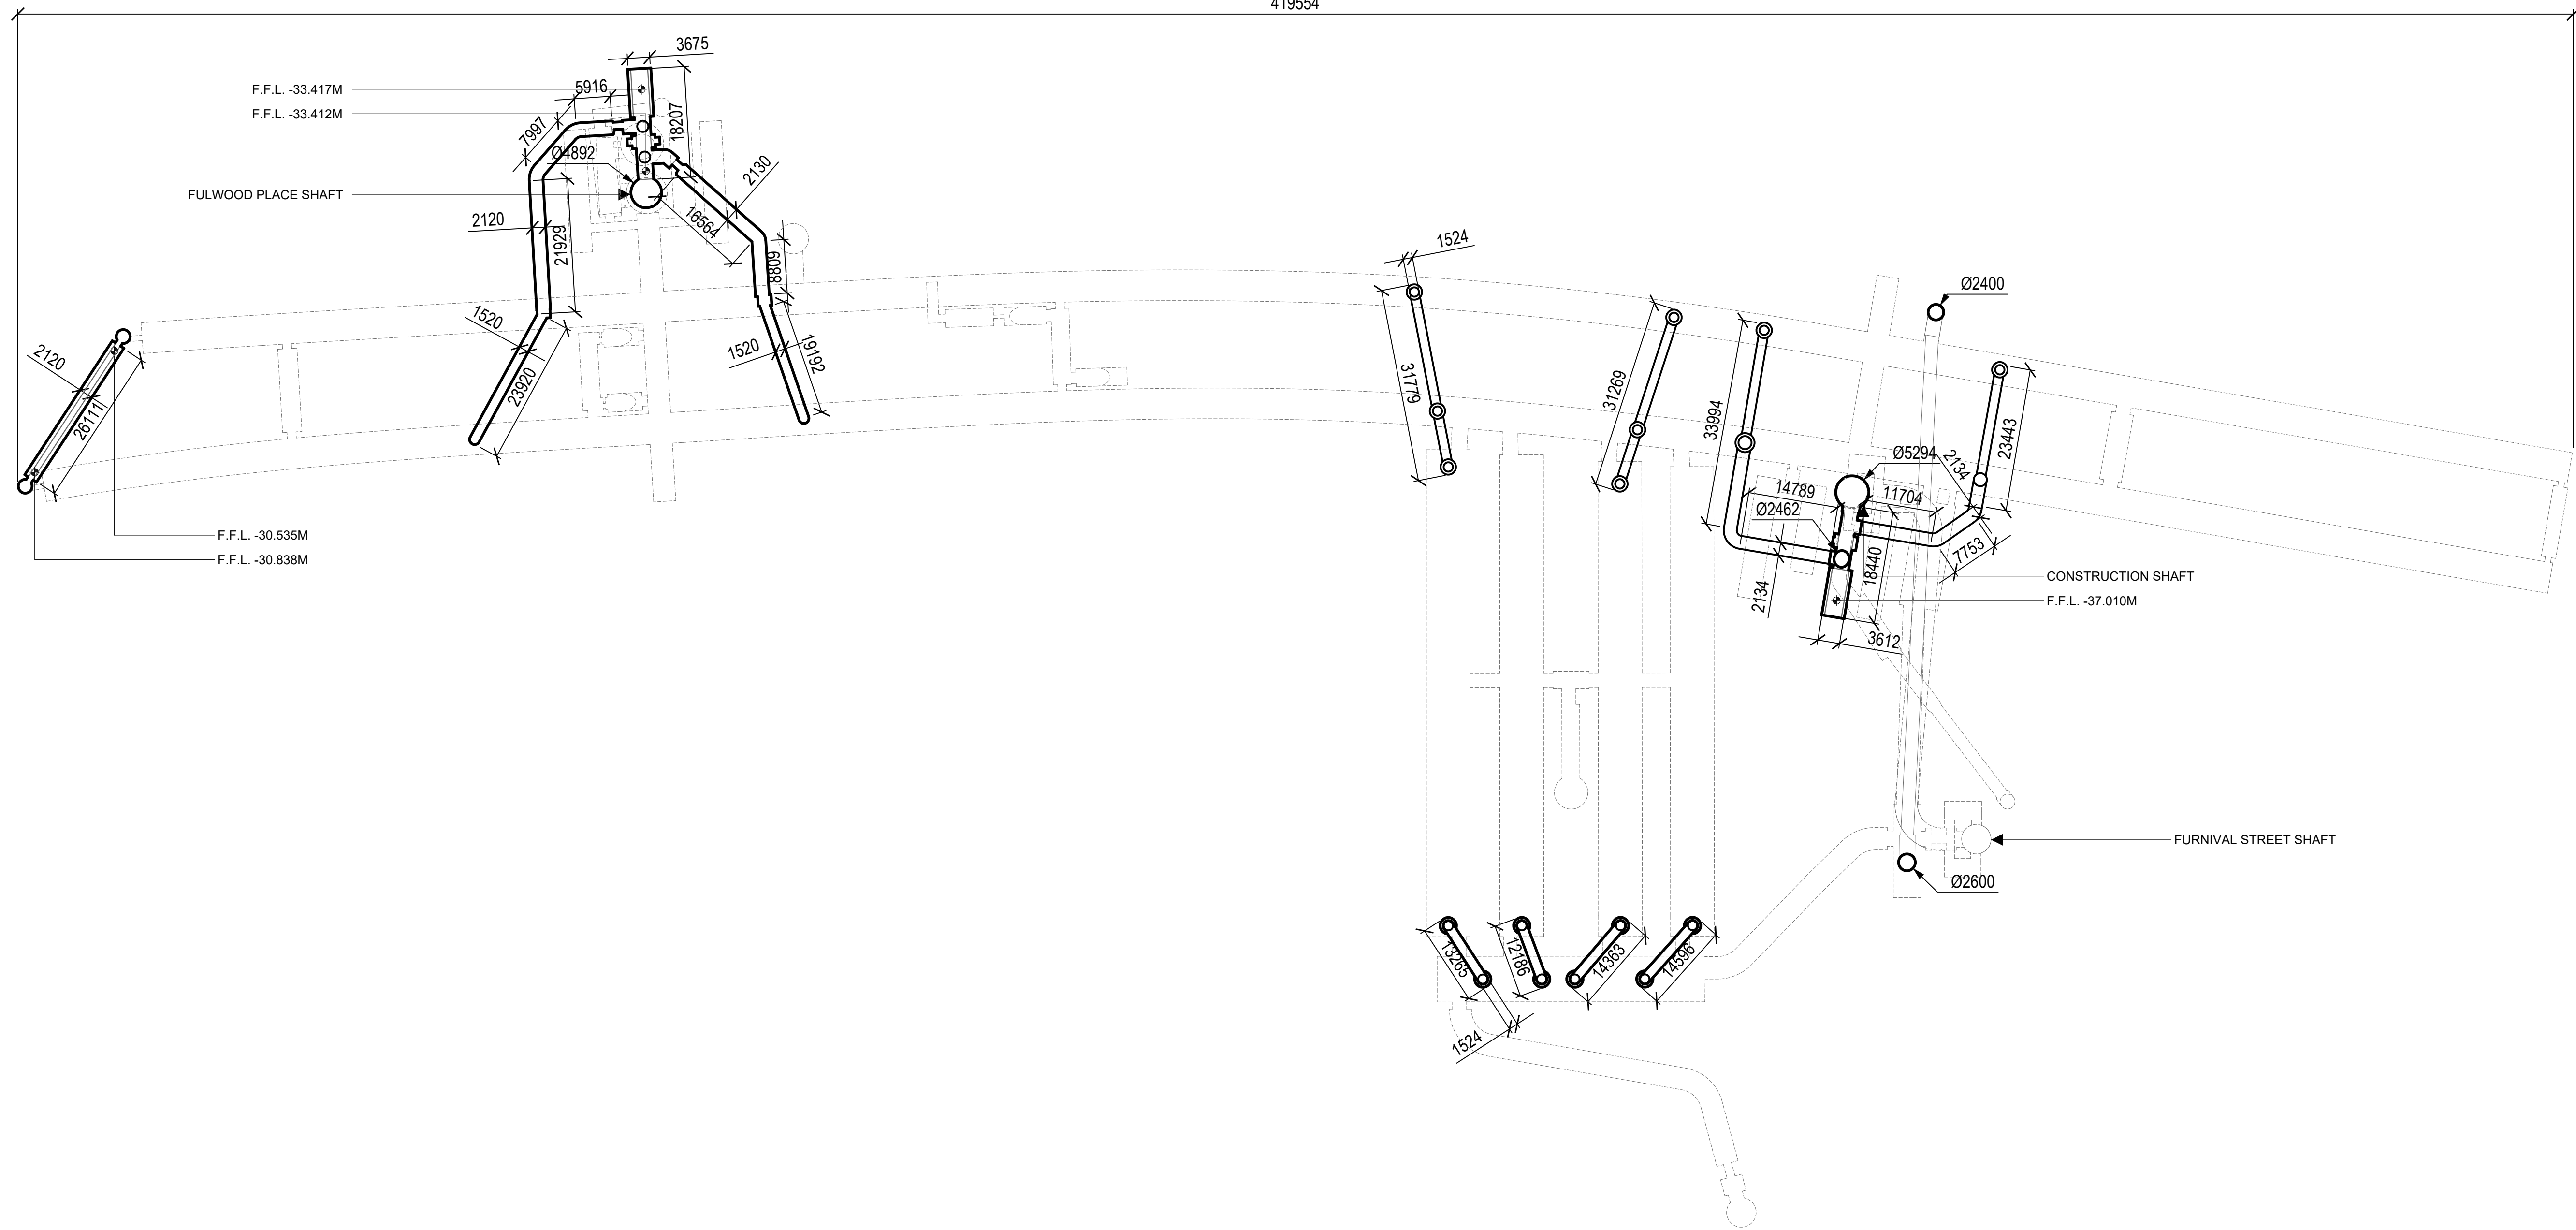 419554
3675
F.F.L. -33.417M
5916
F.F.L. -33.412M
18207
7997
Ø4892
2130
FULWOOD PLACE SHAFT
16564
2120
21929
8809
1524
Ø2400
1520
1520
19192
2120
26111
23920
31779
31269
33994
23443
Ø5294
2134
14789
11704
Ø2462
F.F.L. -30.535M
F.F.L. -30.838M
7753
18440
CONSTRUCTION SHAFT
2134
F.F.L. -37.010M
3612
FURNIVAL STREET SHAFT
Ø2600
13265
12186
14363
14596
1524